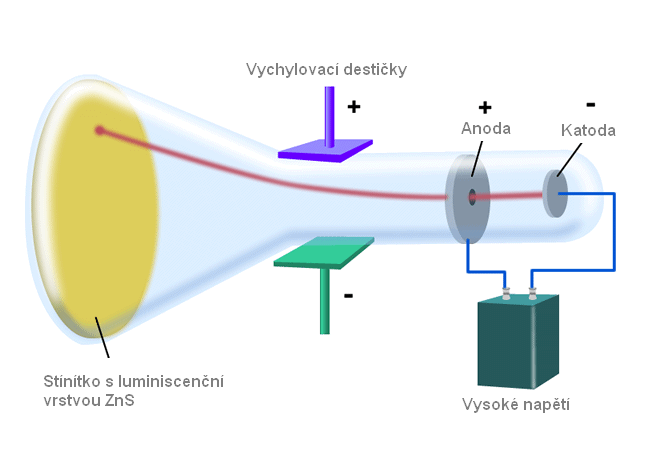 Vychylovací destičky
+
+
-
Anoda
Katoda
-
Stínítko s luminiscenční
vrstvou ZnS
Vysoké napětí